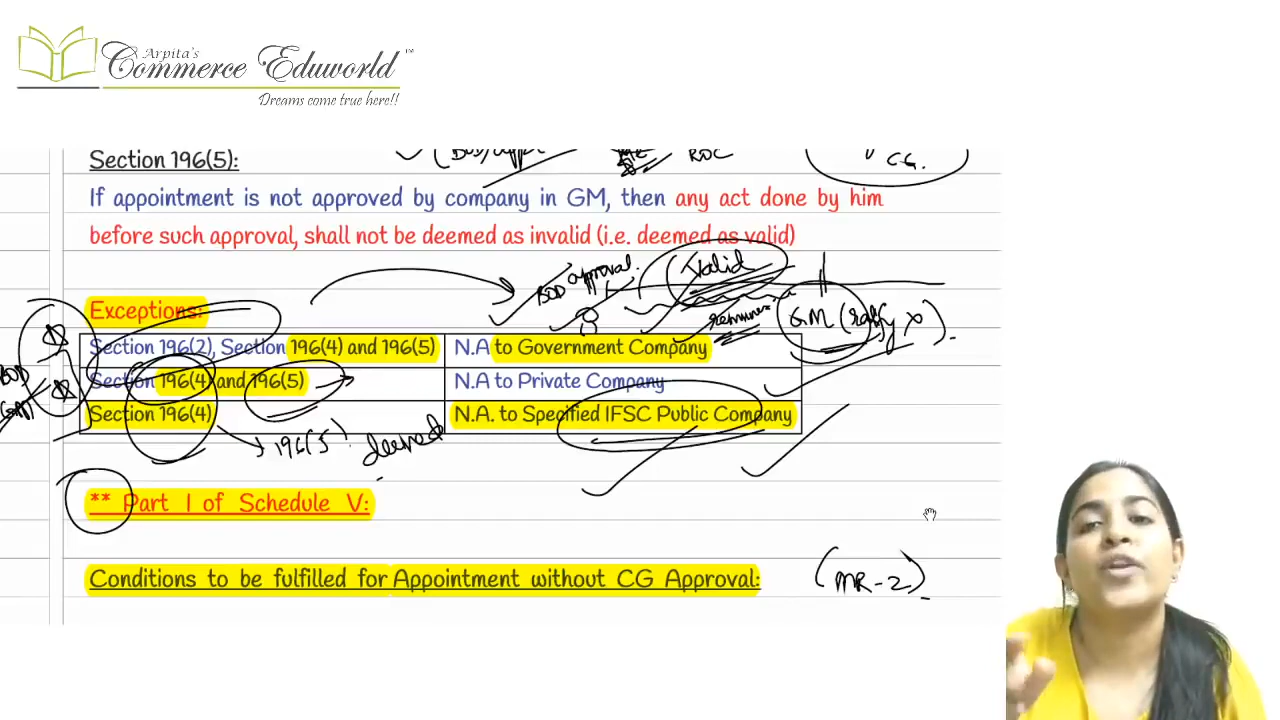 Arpita's
Commerce Eduworld™
Dreams come true here!!
Section 196(5):
ROC
CG.
If appointment is not approved by company in GM, then any act done by him
before such approval, shall not be deemed as invalid (i.e. deemed as valid)
BOD approval.
Valid
Exceptions:
GM (ratify X).
Section 196(2), Section 196(4) and 196(5) N.A to Government Company
Section 196(4) and 196(5) N.A to Private Company
BOD
Section 196(4) N.A. to Specified IFSC Public Company
196(5)
** Part I of Schedule V:
Conditions to be fulfilled for Appointment without CG Approval:
(MR-2)